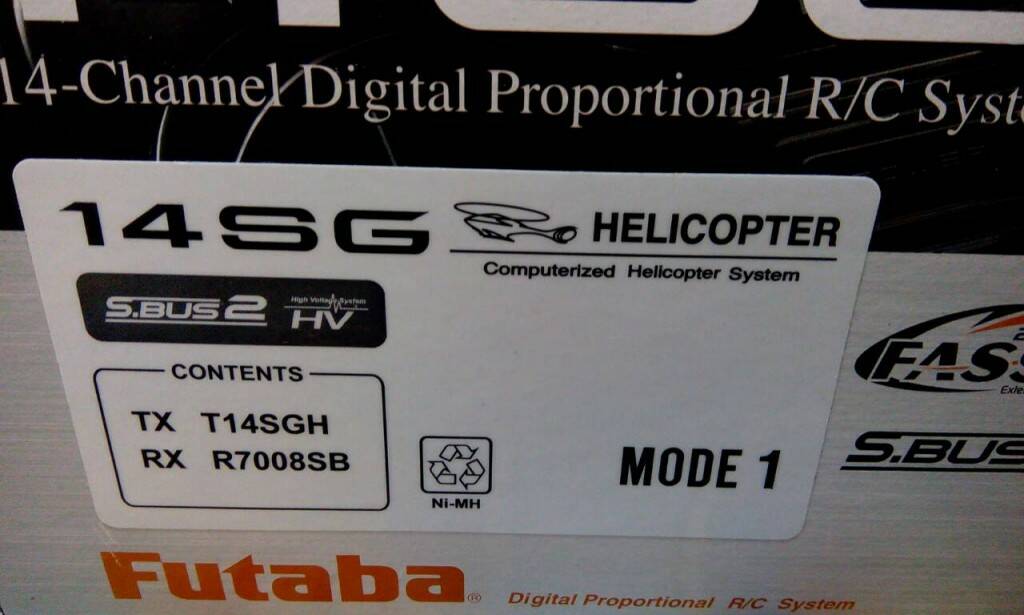 14-Channel Digital Proportional R/C
14SG
HELICOPTER
Computerized Helicopter System
S.BUS2
High Voltage System
HV
CONTENTS
TX T14SGH
RX R7008SB
Ni-MH
MODE 1
S.BUS
Futaba®
Digital Proportional R/C System